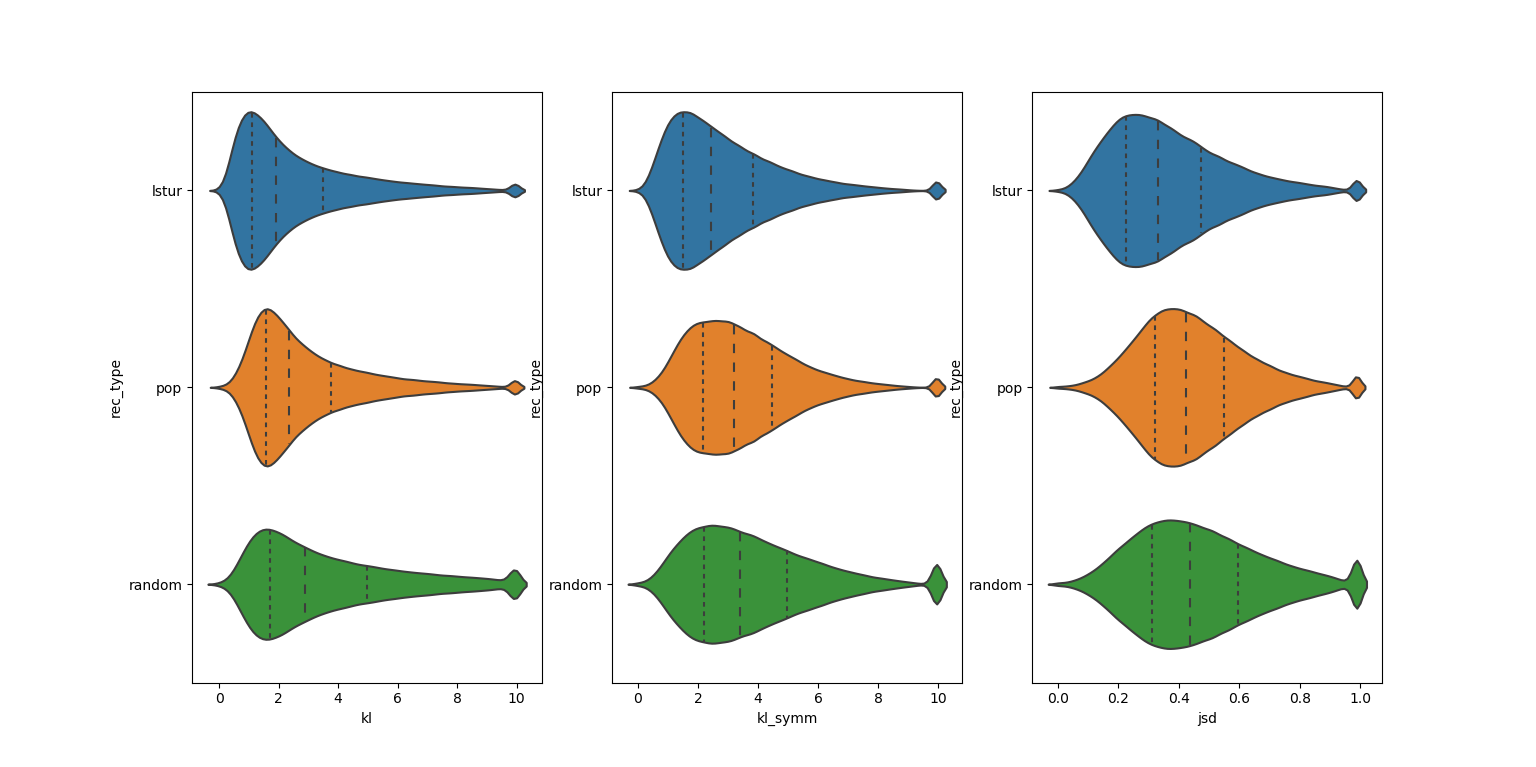 lstur
pop
random
rec_type
0 2 4 6 8 10
kl
lstur
pop
random
rec_type
0 2 4 6 8 10
kl_symm
lstur
pop
random
rec_type
0.0 0.2 0.4 0.6 0.8 1.0
jsd